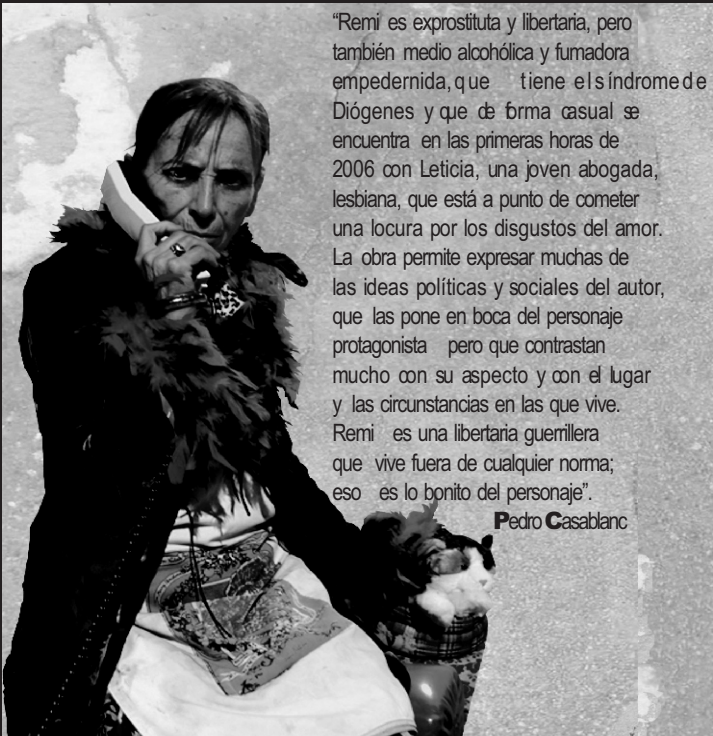 “Remi es exprostituta y libertaria, pero
también medio alcohólica y fumadora
empedernida, que tiene el síndrome de
Diógenes y que de forma casual se
encuentra en las primeras horas de
2006 con Leticia, una joven abogada,
lesbiana, que está a punto de cometer
una locura por los disgustos del amor.
La obra permite expresar muchas de
las ideas políticas y sociales del autor,
que las pone en boca del personaje
protagonista pero que contrastan
mucho con su aspecto y con el lugar
y las circunstancias en las que vive.
Remi es una libertaria guerrillera
que vive fuera de cualquier norma;
eso es lo bonito del personaje”.
Pedro Casablanc